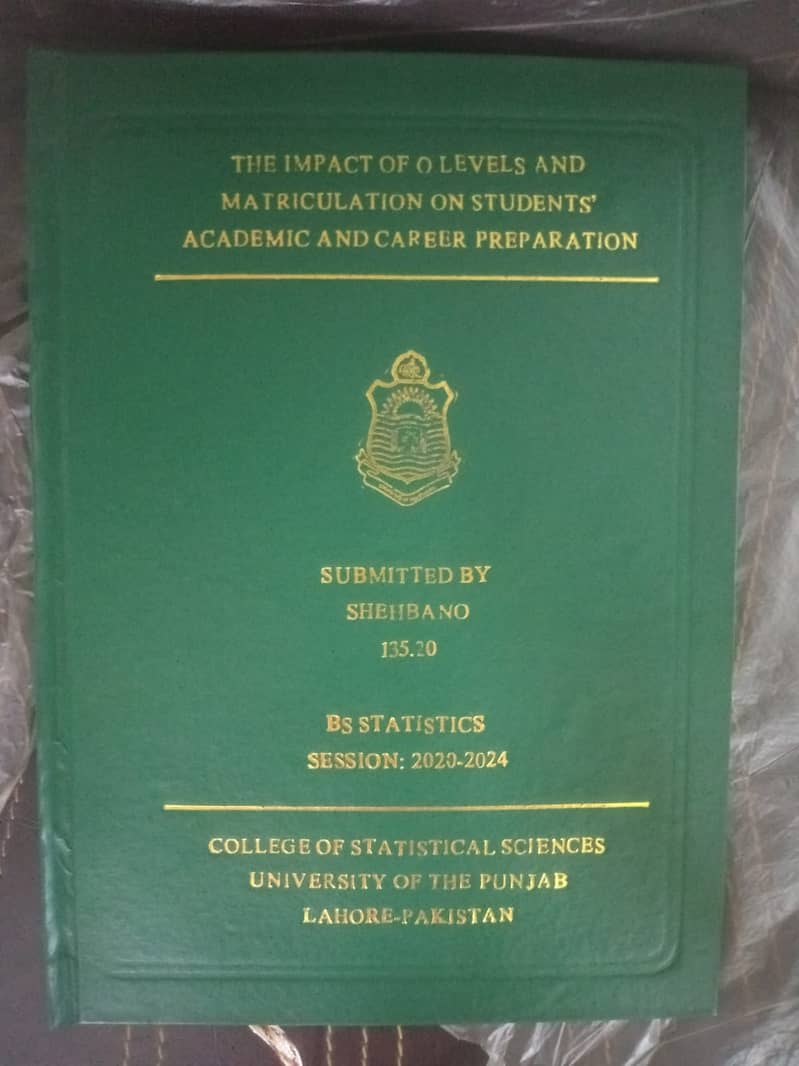 THE IMPACT OF O LEVELS AND
MATRICULATION ON STUDENTS'
ACADEMIC AND CAREER PREPARATION
SUBMITTED BY
SHEHBANO
135.20
BS STATISTICS
SESSION: 2020-2024
COLLEGE OF STATISTICAL SCIENCES
UNIVERSITY OF THE PUNJAB
LAHORE-PAKISTAN